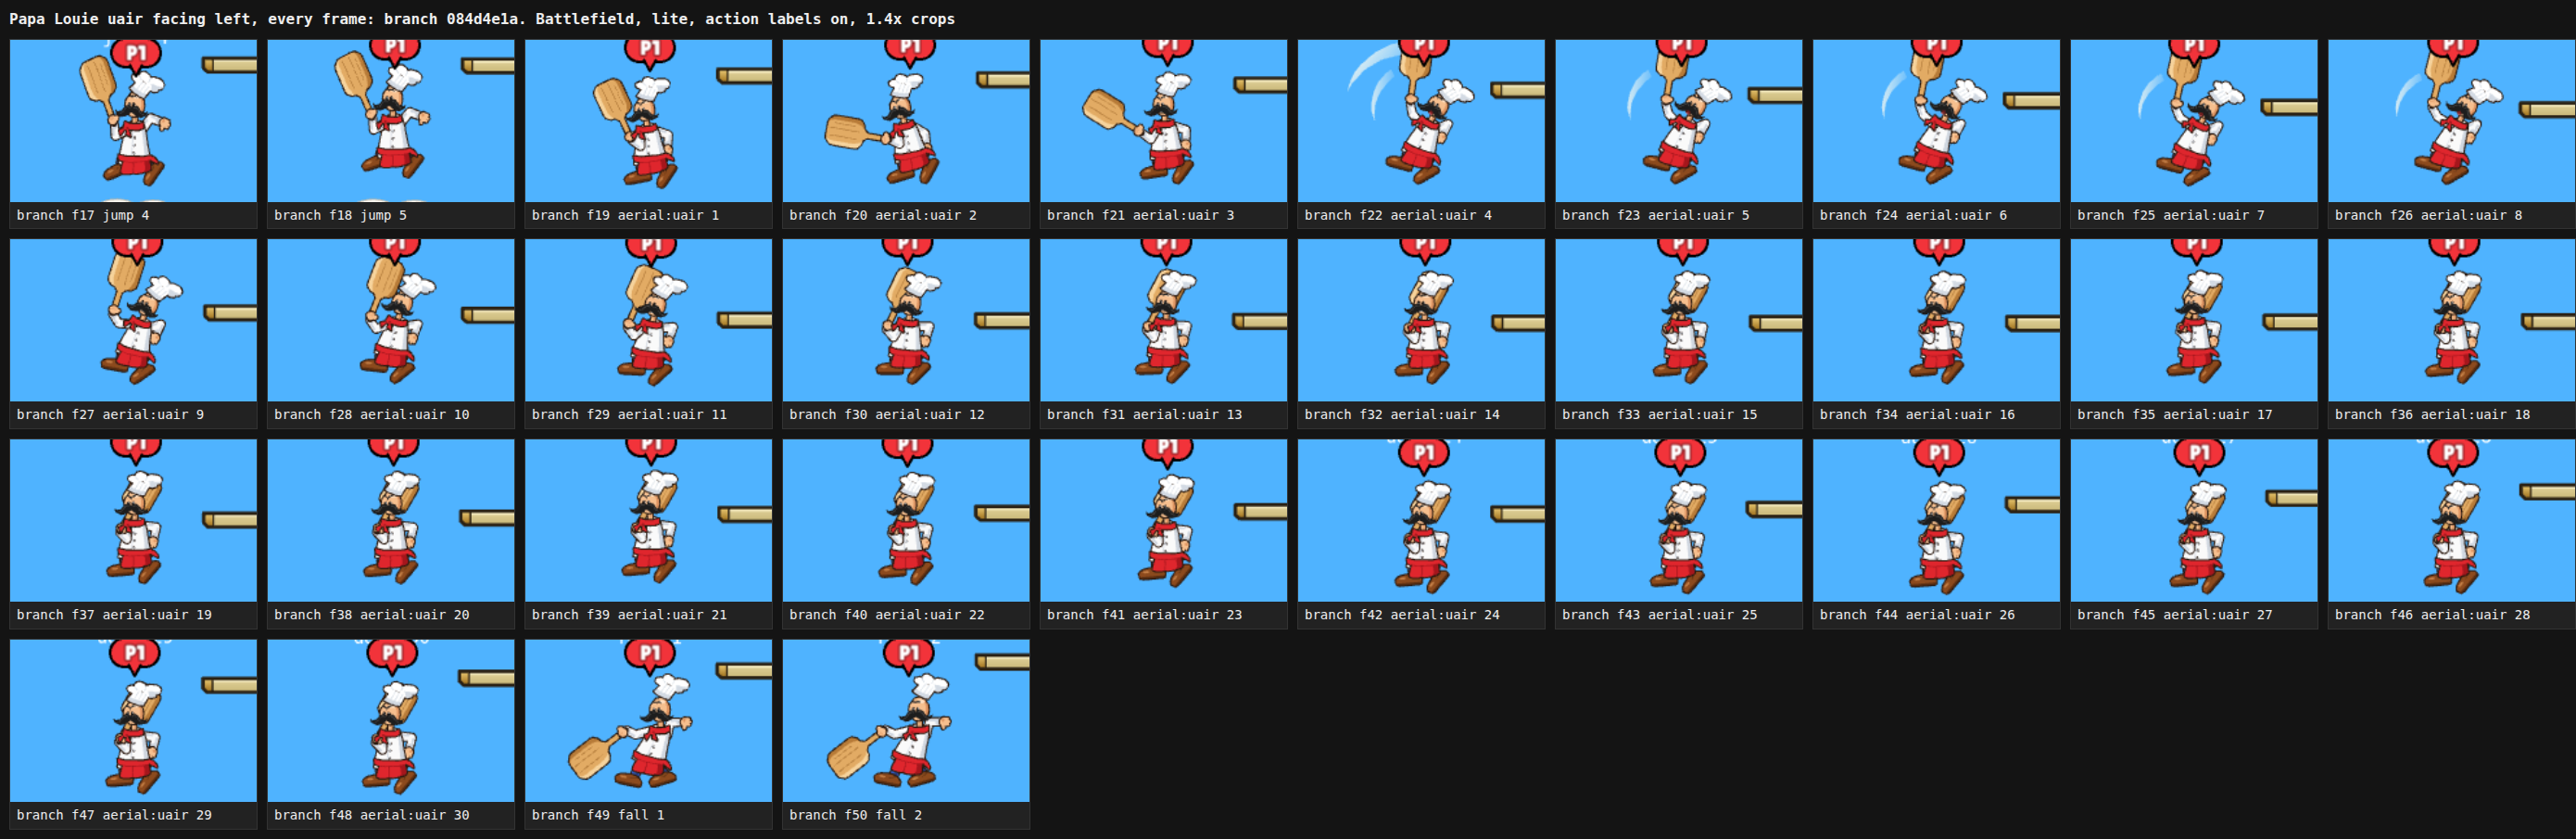 Papa Louie uair facing left, every frame: branch 084d4e1a. Battlefield, lite, action labels on, 1.4x crops
P1 P1 P1 P1 P1 P1 P1 P1 P1 P1
branch f17 jump 4
branch f18 jump 5
branch f19 aerial:uair 1
branch f20 aerial:uair 2
branch f21 aerial:uair 3
branch f22 aerial:uair 4
branch f23 aerial:uair 5
branch f24 aerial:uair 6
branch f25 aerial:uair 7
branch f26 aerial:uair 8
P1 P1 P1 P1 P1 P1 P1 P1 P1 P1
branch f27 aerial:uair 9
branch f28 aerial:uair 10
branch f29 aerial:uair 11
branch f30 aerial:uair 12
branch f31 aerial:uair 13
branch f32 aerial:uair 14
branch f33 aerial:uair 15
branch f34 aerial:uair 16
branch f35 aerial:uair 17
branch f36 aerial:uair 18
P1 P1 P1 P1 P1 P1 P1 P1 P1 P1
branch f37 aerial:uair 19
branch f38 aerial:uair 20
branch f39 aerial:uair 21
branch f40 aerial:uair 22
branch f41 aerial:uair 23
branch f42 aerial:uair 24
branch f43 aerial:uair 25
branch f44 aerial:uair 26
branch f45 aerial:uair 27
branch f46 aerial:uair 28
P1 P1 P1 P1
branch f47 aerial:uair 29
branch f48 aerial:uair 30
branch f49 fall 1
branch f50 fall 2